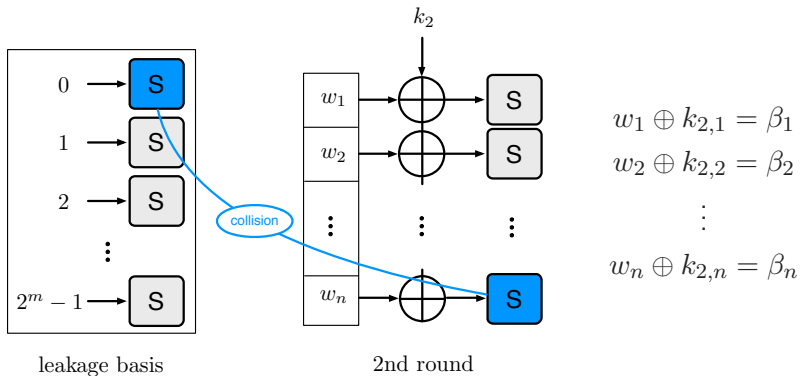 k₂
0 S
1 S
2 S
⋮
2ᵐ − 1 S
leakage basis
collision
w₁ S
w₂ S
⋮ ⋮ ⋮
wₙ S
2nd round
w₁ ⊕ k₂,₁ = β₁
w₂ ⊕ k₂,₂ = β₂
⋮
wₙ ⊕ k₂,ₙ = βₙ